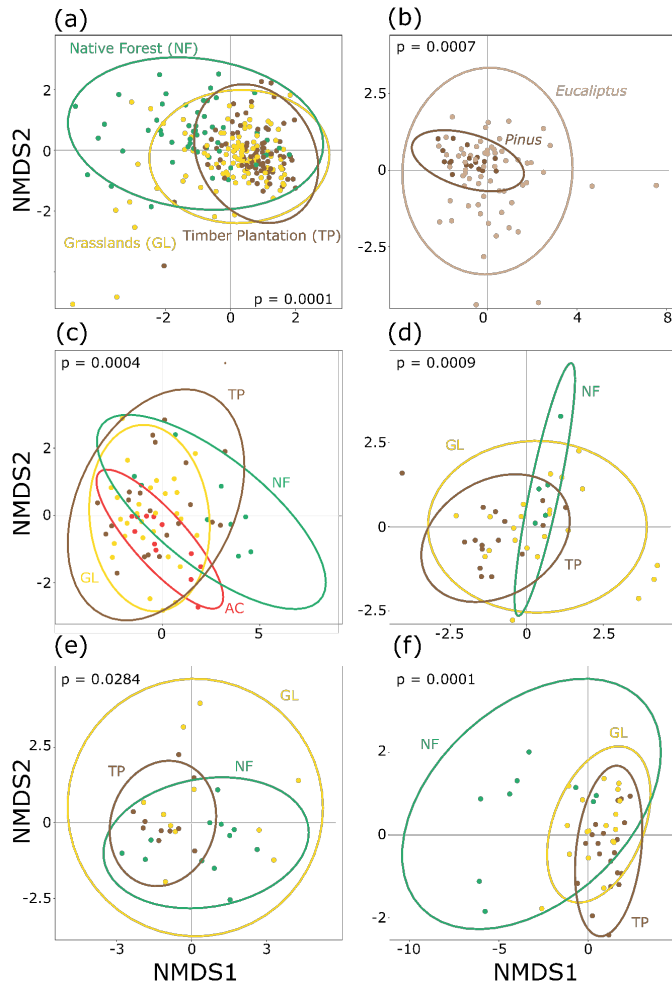 (a)
Native Forest (NF)
2
0
-2
NMDS2
Grasslands (GL)
Timber Plantation (TP)
p = 0.0001
-2
0
2
(b)
p = 0.0007
Eucaliptus
Pinus
2.5
0
-2.5
0
4
8
(c)
p = 0.0004
TP
NF
GL
AC
2
0
-2
NMDS2
0
5
(d)
p = 0.0009
NF
GL
TP
2.5
0
-2.5
-2.5
0
2.5
(e)
p = 0.0284
GL
TP
NF
2.5
0
-2.5
NMDS2
-3
0
3
NMDS1
(f)
p = 0.0001
NF
GL
TP
2
0
-2
-10
-5
0
NMDS1